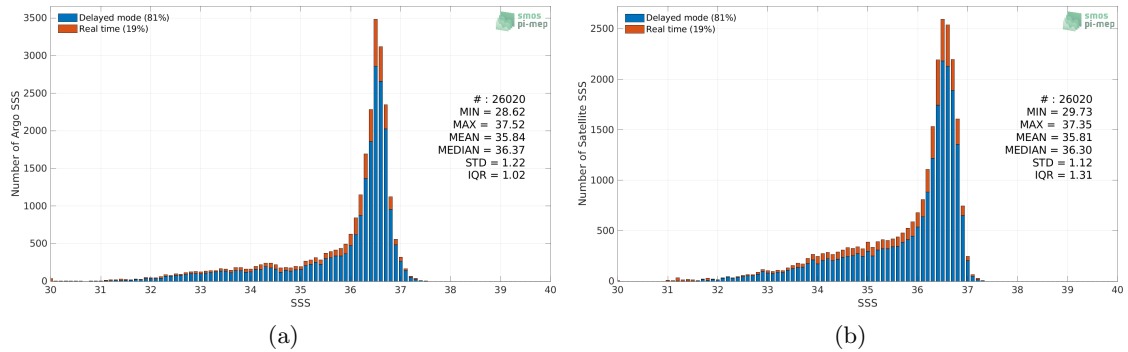 Delayed mode (81%)
Real time (19%)
smos
pi-mep
3500
3000
2500
2000
1500
1000
500
0
Number of Argo SSS
# : 26020
MIN = 28.62
MAX = 37.52
MEAN = 35.84
MEDIAN = 36.37
STD = 1.22
IQR = 1.02
30 31 32 33 34 35 36 37 38 39 40
SSS
(a)
Delayed mode (81%)
Real time (19%)
smos
pi-mep
2500
2000
1500
1000
500
0
Number of Satellite SSS
# : 26020
MIN = 29.73
MAX = 37.35
MEAN = 35.81
MEDIAN = 36.30
STD = 1.12
IQR = 1.31
30 31 32 33 34 35 36 37 38 39 40
SSS
(b)